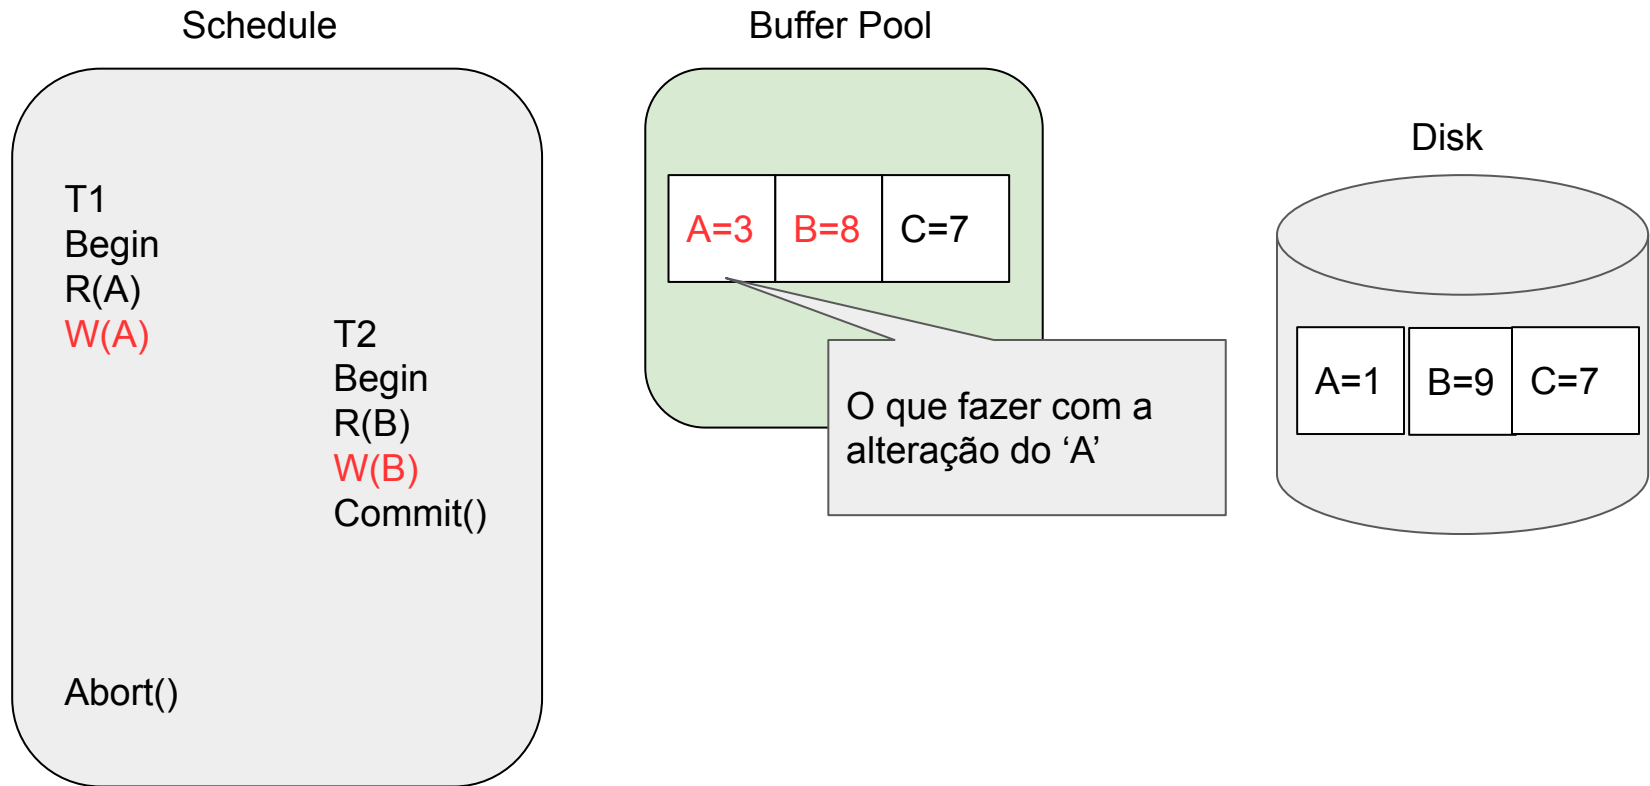 Schedule
T1
Begin
R(A)
W(A)
T2
Begin
R(B)
W(B)
Commit()
Abort()
Buffer Pool
A=3 B=8 C=7
O que fazer com a
alteração do ‘A’
Disk
A=1 B=9 C=7